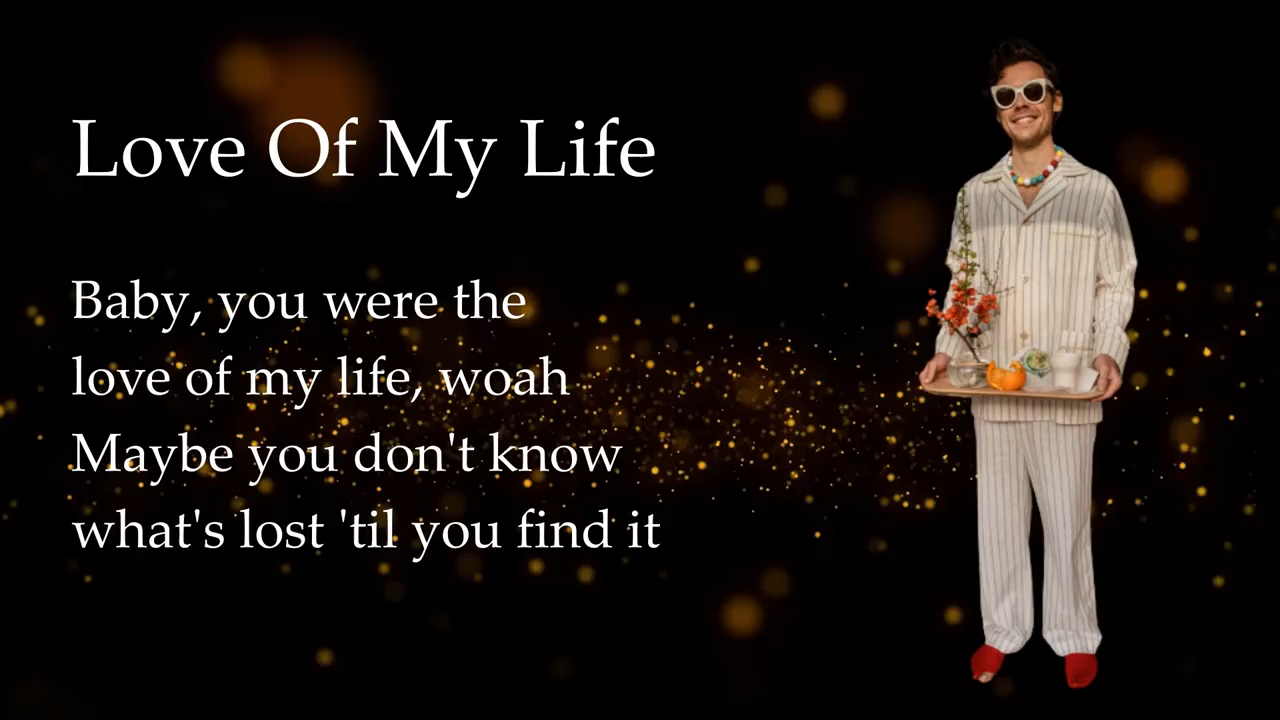 Love Of My Life
Baby, you were the
love of my life, woah
Maybe you don't know
what's lost 'til you find it